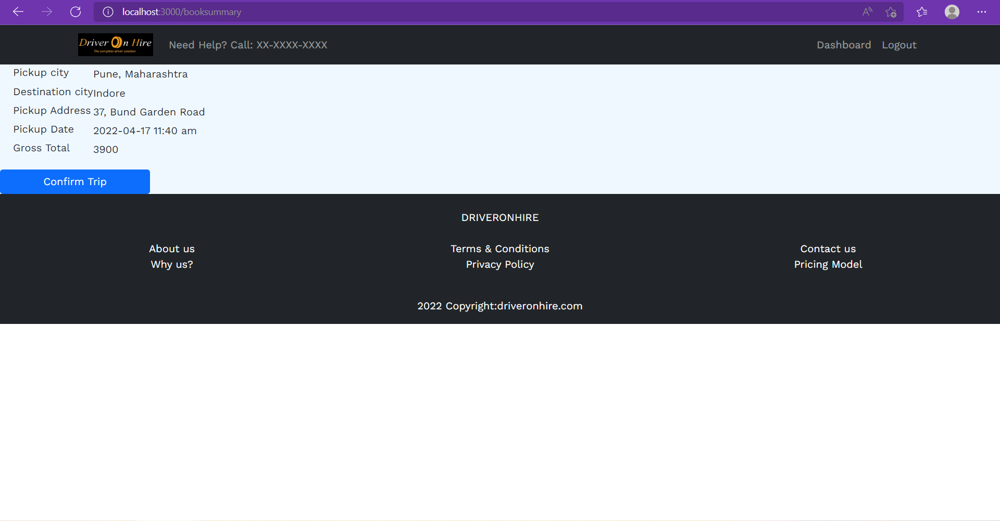 localhost:3000/booksummary
Driver On Hire
The complete driver solution
Need Help? Call: XX-XXXX-XXXX
Dashboard Logout
Pickup city Pune, Maharashtra
Destination city Indore
Pickup Address 37, Bund Garden Road
Pickup Date 2022-04-17 11:40 am
Gross Total 3900
Confirm Trip
DRIVERONHIRE
About us Terms & Conditions Contact us
Why us? Privacy Policy Pricing Model
2022 Copyright:driveronhire.com